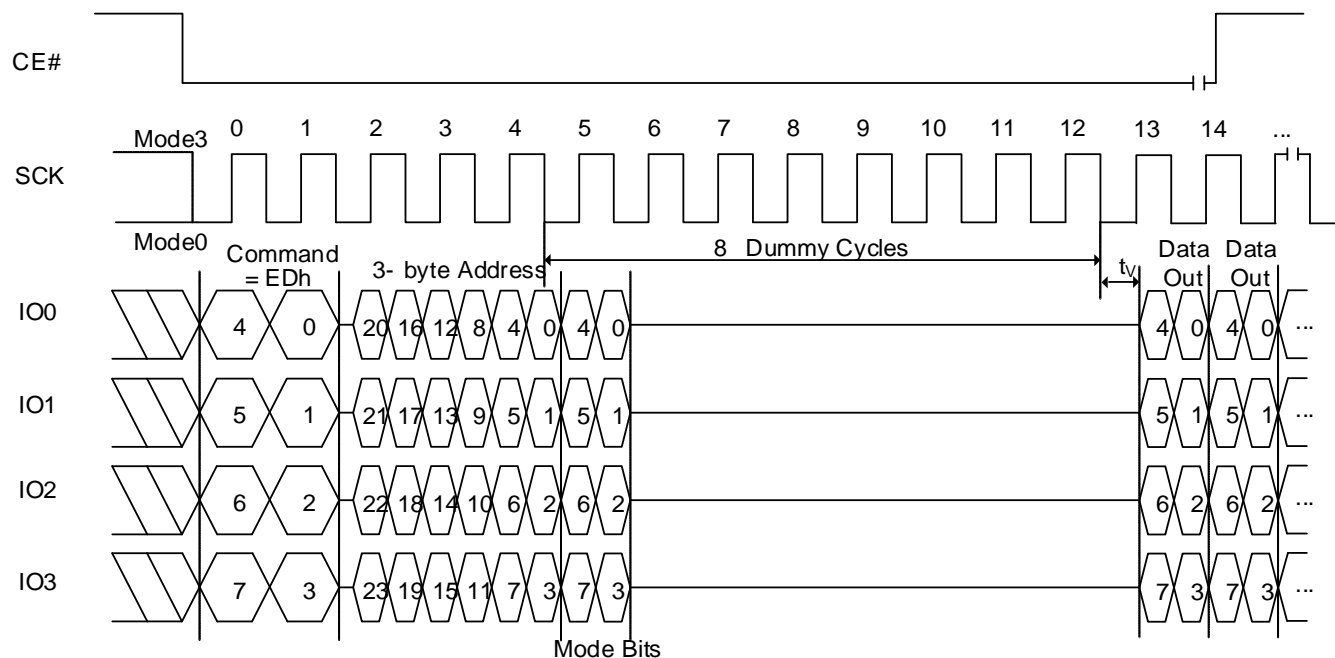 CE#
0 1 2 3 4 5 6 7 8 9 10 11 12 13 14 ...
Mode3
SCK
Mode0
8 Dummy Cycles
Command
= EDh
3- byte Address
tV
Data
Out
Data
Out
IO0
4 0 20 16 12 8 4 0 4 0 4 0 4 0 ...
IO1
5 1 21 17 13 9 5 1 5 1 5 1 5 1 ...
IO2
6 2 22 18 14 10 6 2 6 2 6 2 6 2 ...
IO3
7 3 23 19 15 11 7 3 7 3 7 3 7 3 ...
Mode Bits